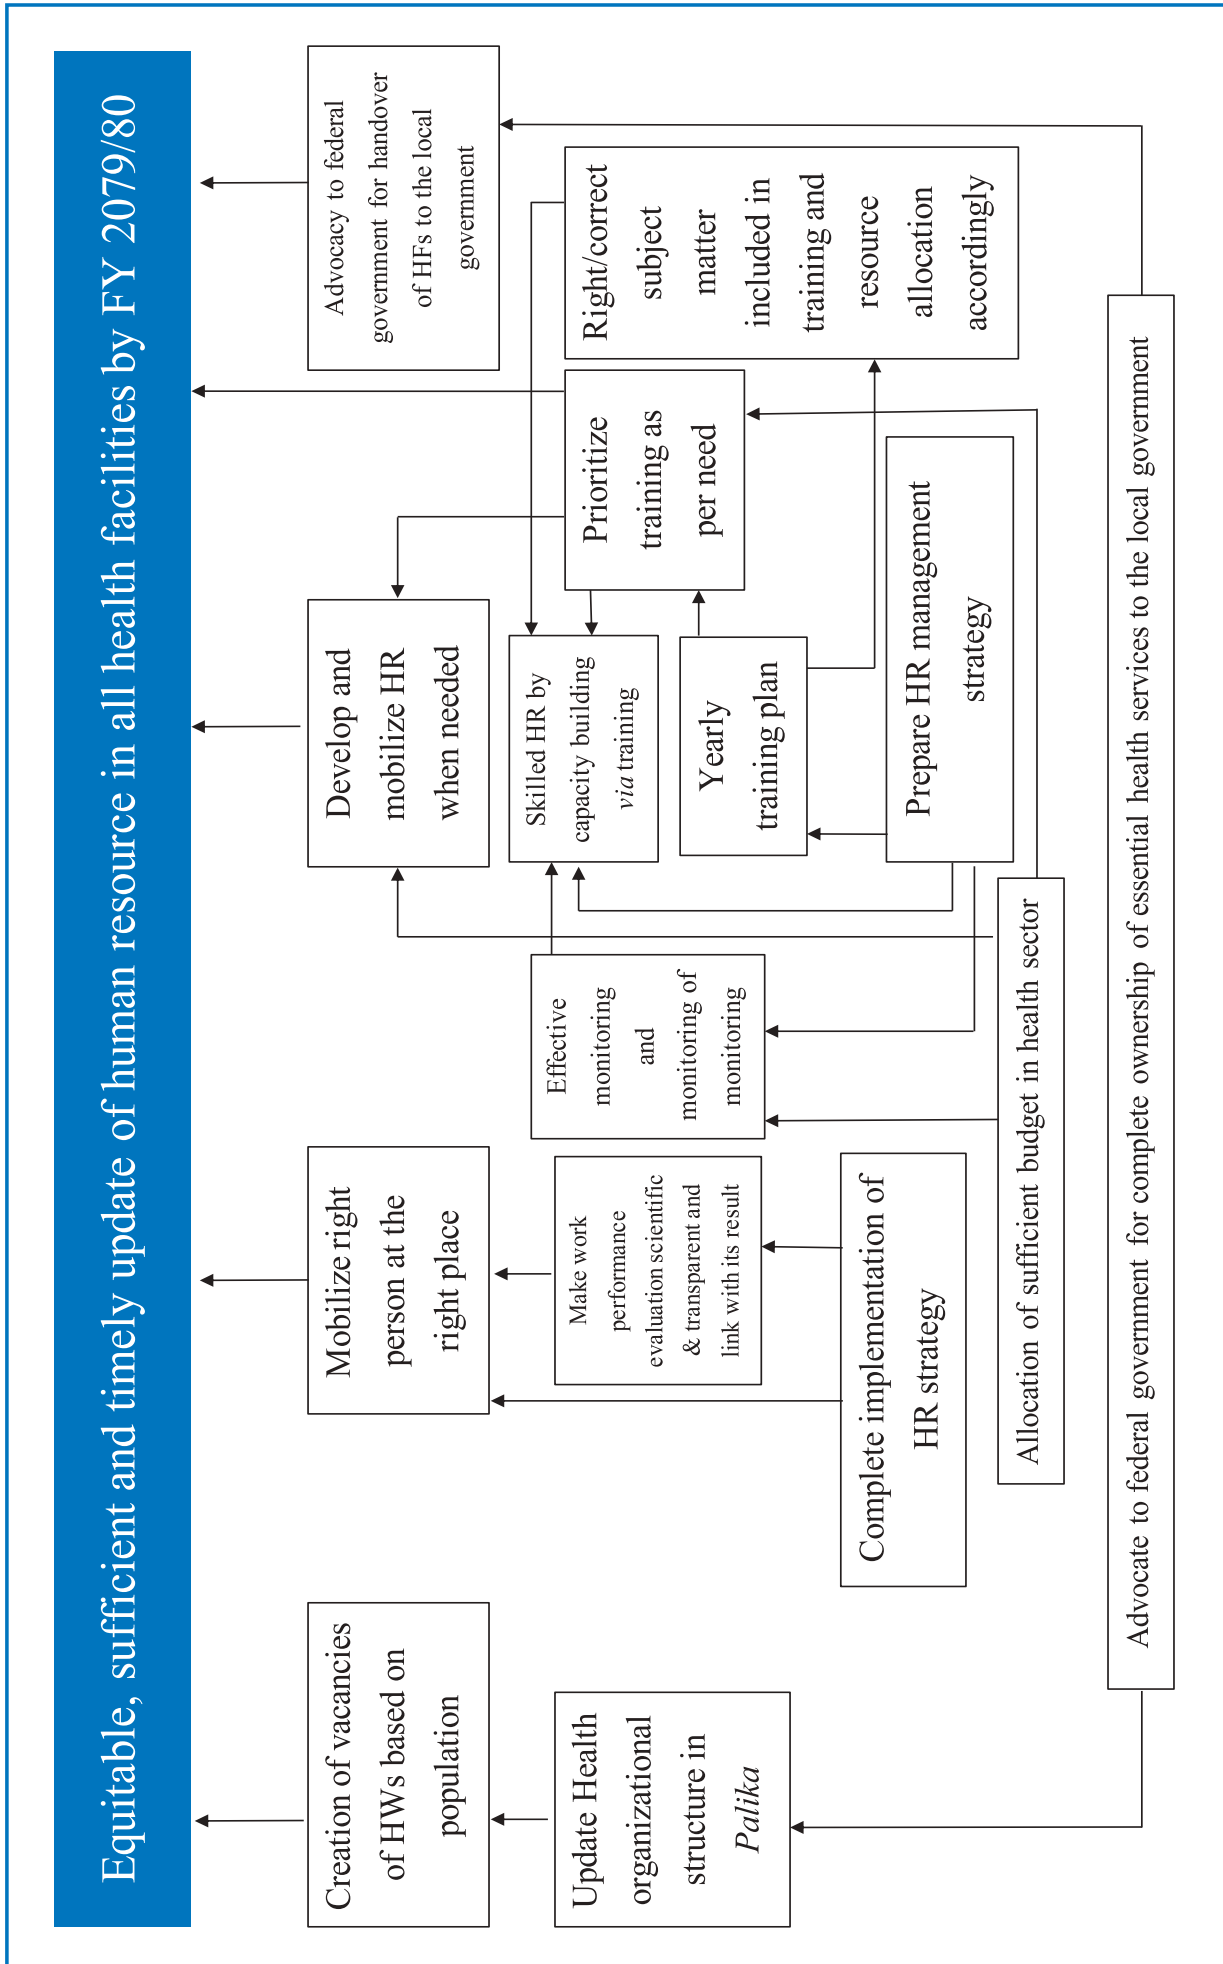 Equitable, sufficient and timely update of human resource in all health facilities by FY 2079/80
Creation of vacancies
of HWs based on
population
Mobilize right
person at the
right place
Develop and
mobilize HR
when needed
Advocacy to federal
government for handover
of HFs to the local
government
Update Health
organizational
structure in
Palika
Make work
performance
evaluation scientific
& transparent and
link with its result
Effective
monitoring
and
monitoring of
monitoring
Skilled HR by
capacity building
via training
Prioritize
training as
per need
Right/correct
subject
matter
included in
training and
resource
allocation
accordingly
Yearly
training plan
Complete implementation of
HR strategy
Prepare HR management
strategy
Allocation of sufficient budget in health sector
Advocate to federal government for complete ownership of essential health services to the local government